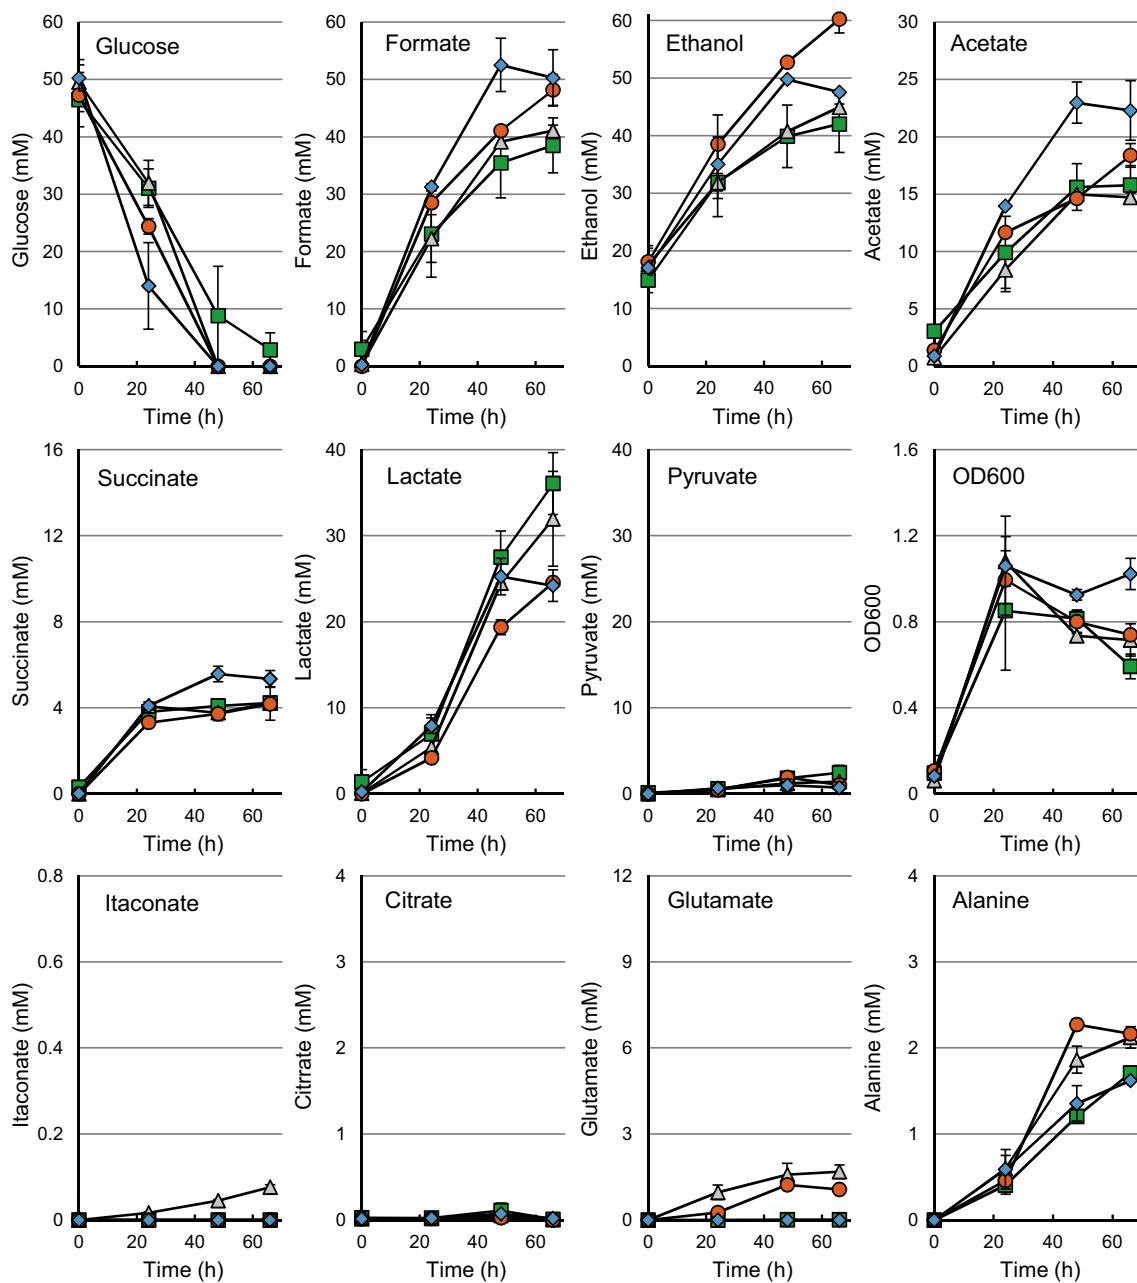 Glucose
Glucose (mM)
60
50
40
30
20
10
0
0 20 40 60
Time (h)
Formate
Formate (mM)
60
50
40
30
20
10
0
0 20 40 60
Time (h)
Ethanol
Ethanol (mM)
60
50
40
30
20
10
0
0 20 40 60
Time (h)
Acetate
Acetate (mM)
30
25
20
15
10
5
0
0 20 40 60
Time (h)
Succinate
Succinate (mM)
16
12
8
4
0
0 20 40 60
Time (h)
Lactate
Lactate (mM)
40
30
20
10
0
0 20 40 60
Time (h)
Pyruvate
Pyruvate (mM)
40
30
20
10
0
0 20 40 60
Time (h)
OD600
OD600
1.6
1.2
0.8
0.4
0
0 20 40 60
Time (h)
Itaconate
Itaconate (mM)
0.8
0.6
0.4
0.2
0
0 20 40 60
Time (h)
Citrate
Citrrate (mM)
4
3
2
1
0
0 20 40 60
Time (h)
Glutamate
Glutamate (mM)
12
9
6
3
0
0 20 40 60
Time (h)
Alanine
Alanine (mM)
4
3
2
1
0
0 20 40 60
Time (h)